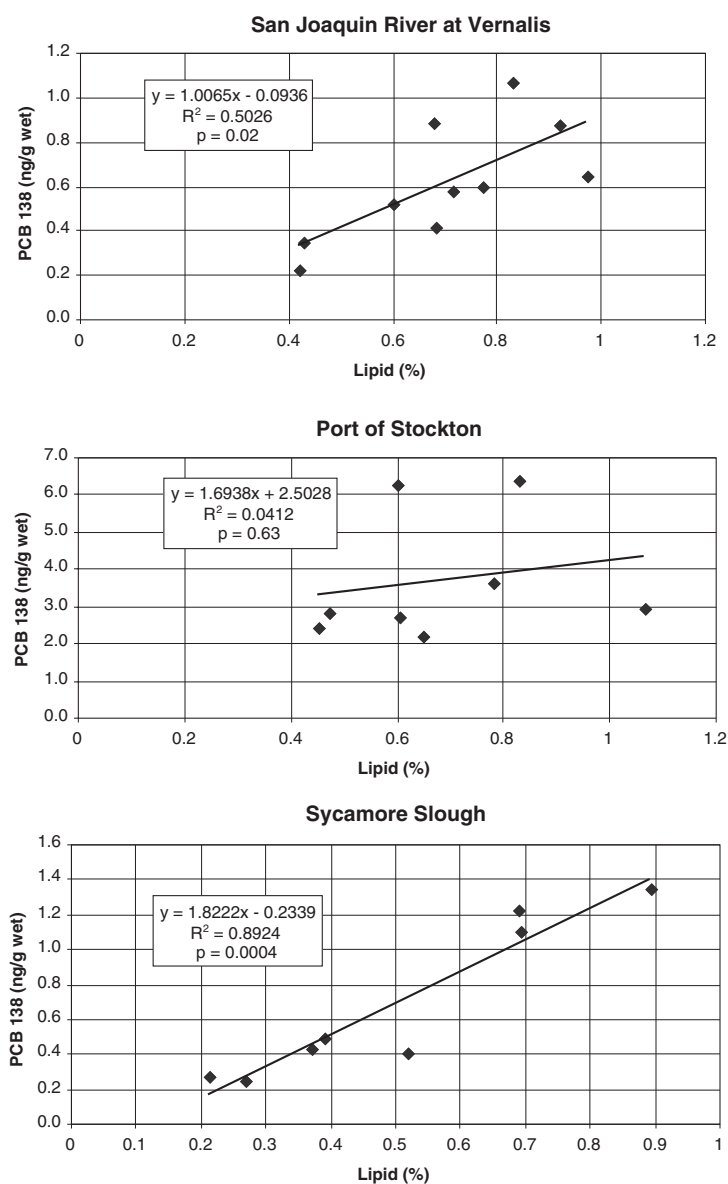 San Joaquin River at Vernalis
1.2
1.0
0.8
0.6
0.4
0.2
0.0
PCB 138 (ng/g wet)
y = 1.0065x - 0.0936
R² = 0.5026
p = 0.02
0 0.2 0.4 0.6 0.8 1 1.2
Lipid (%)
Port of Stockton
7.0
6.0
5.0
4.0
3.0
2.0
1.0
0.0
PCB 138 (ng/g wet)
y = 1.6938x + 2.5028
R² = 0.0412
p = 0.63
0 0.2 0.4 0.6 0.8 1 1.2
Lipid (%)
Sycamore Slough
1.6
1.4
1.2
1.0
0.8
0.6
0.4
0.2
0.0
PCB 138 (ng/g wet)
y = 1.8222x - 0.2339
R² = 0.8924
p = 0.0004
0 0.1 0.2 0.3 0.4 0.5 0.6 0.7 0.8 0.9 1
Lipid (%)